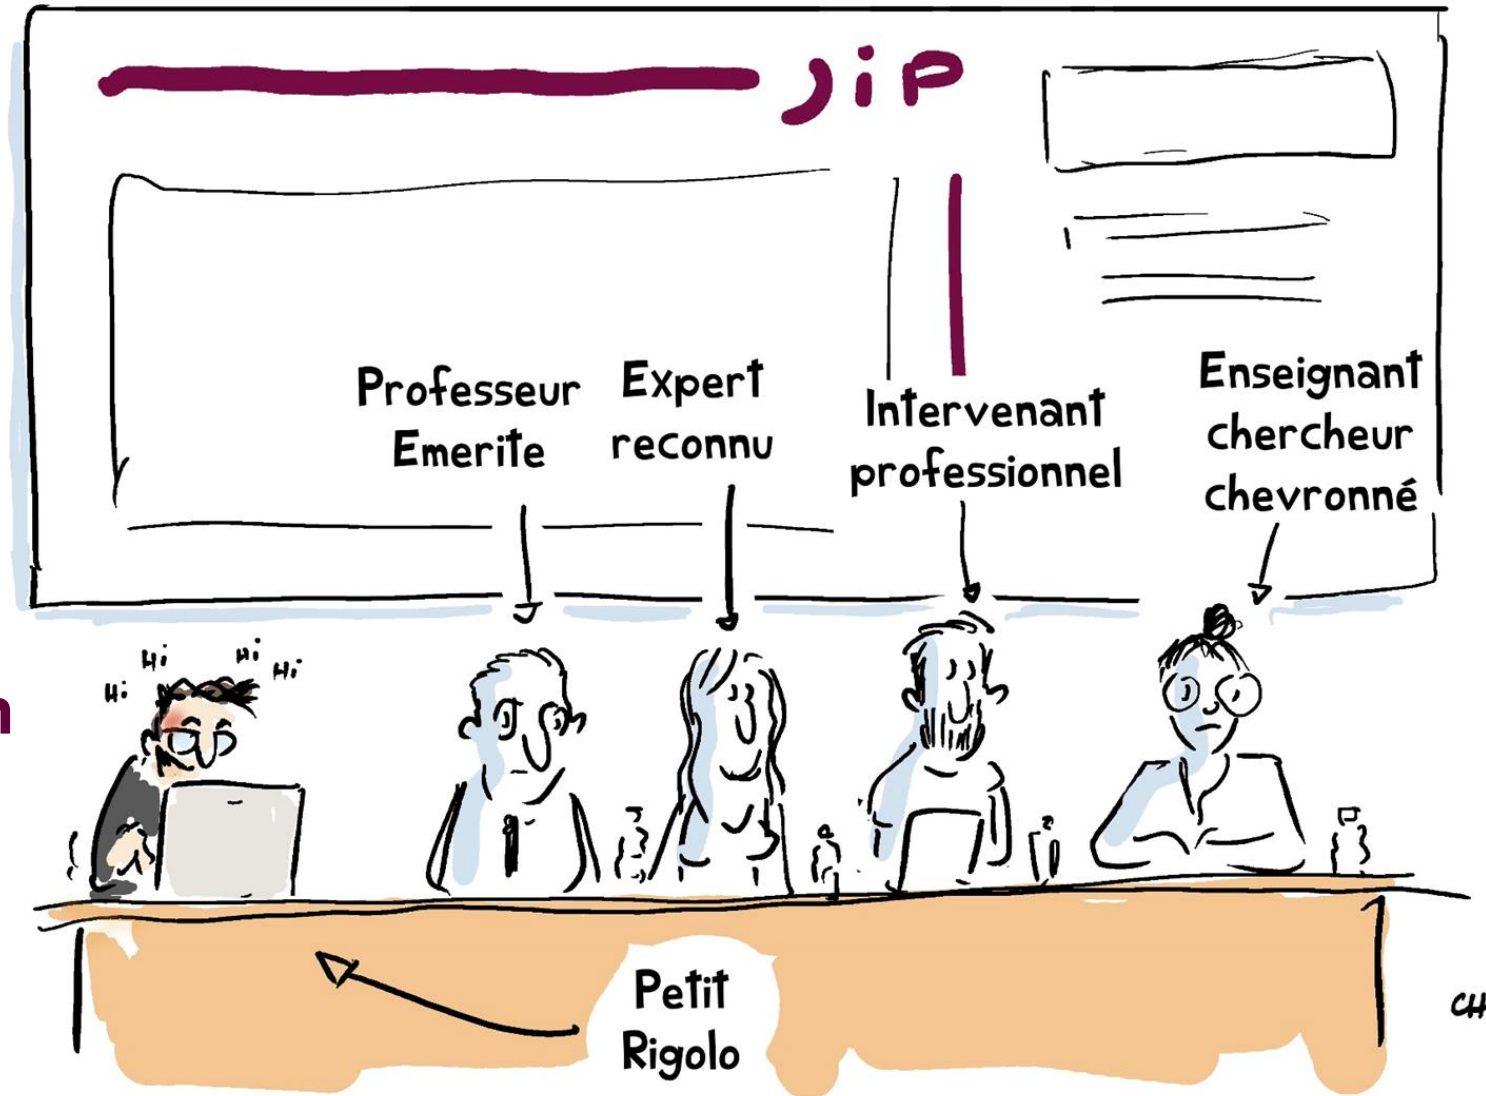 JiP
Professeur
Emerite
Expert
reconnu
Intervenant
professionnel
Enseignant
chercheur
chevronné
Hi
Hi
Hi
Hi
Petit
Rigolo